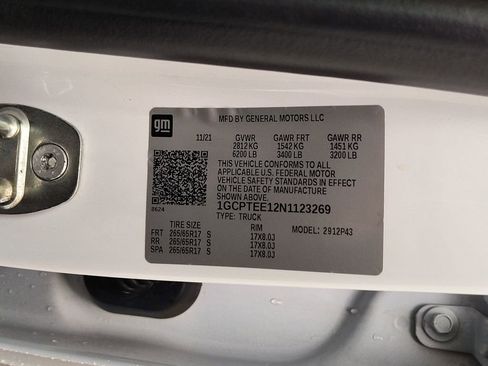 gm
MFD BY GENERAL MOTORS LLC
11/21 GVWR GAWR FRT GAWR RR
2812 KG 1542 KG 1451 KG
6200 LB 3400 LB 3200 LB
THIS VEHICLE CONFORMS TO ALL
APPLICABLE U.S. FEDERAL MOTOR
VEHICLE SAFETY STANDARDS IN EFFECT
ON THE DATE OF MANUFACTURE
SHOWN ABOVE.
8624 1GCPTEE12N1123269
TYPE: TRUCK
TIRE SIZE RIM MODEL: 2912P43
FRT 265/65R17 S 17X8.0J
RR 265/65R17 S 17X8.0J
SPA 265/65R17 S 17X8.0J